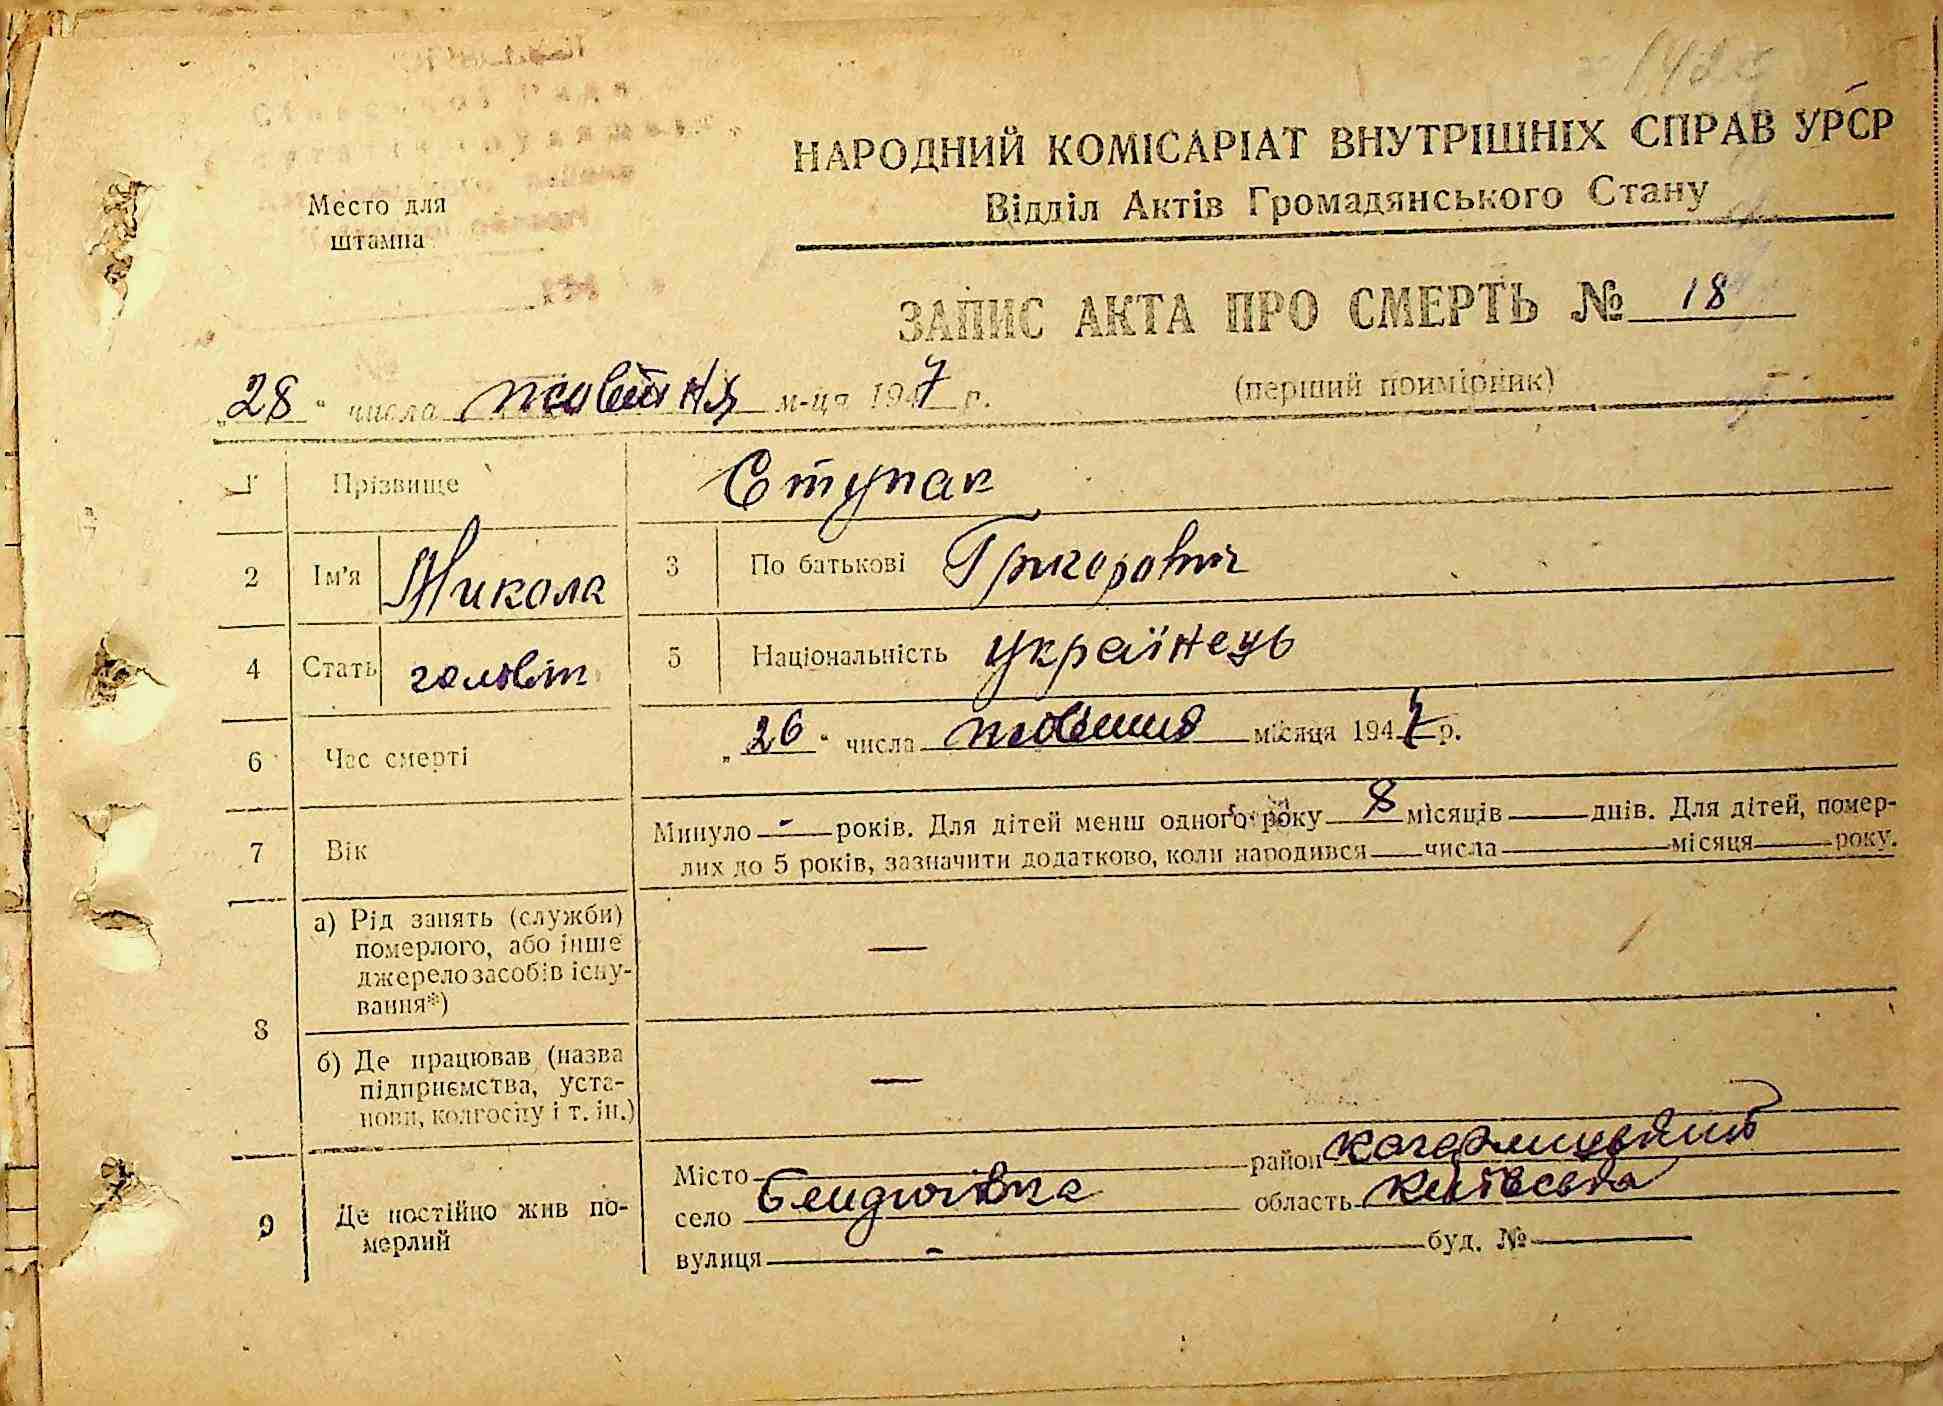 Место для
штампа
НАРОДНИЙ КОМІСАРІАТ ВНУТРІШНІХ СПРАВ УРСР
Відділ Актів Громадянського Стану
ЗАПИС АКТА ПРО СМЕРТЬ № 18
„28“ числа жовтня м-ця 1947 р. (перший примірник)
1 Прізвище Ступак
2 Ім'я Микола 3 По батькові Григорович
4 Стать 5 Національність українець
6 Час смерті „26“ числа жовтня місяця 1947 р.
7 Вік Минуло - років. Для дітей менш одного року 8 місяців днів. Для дітей, помер-
лих до 5 років, зазначити додатково, коли народився числа місяця року.
8 а) Рід занять (служби)
померлого, або інше
джерело засобів існу-
вання*) —
б) Де працював (назва
підприємства, уста-
нови, колгоспу і т. ін.) —
9 Де постійно жив по-
мерлий
Місто район кагарлицький
село область київська
вулиця - буд. №